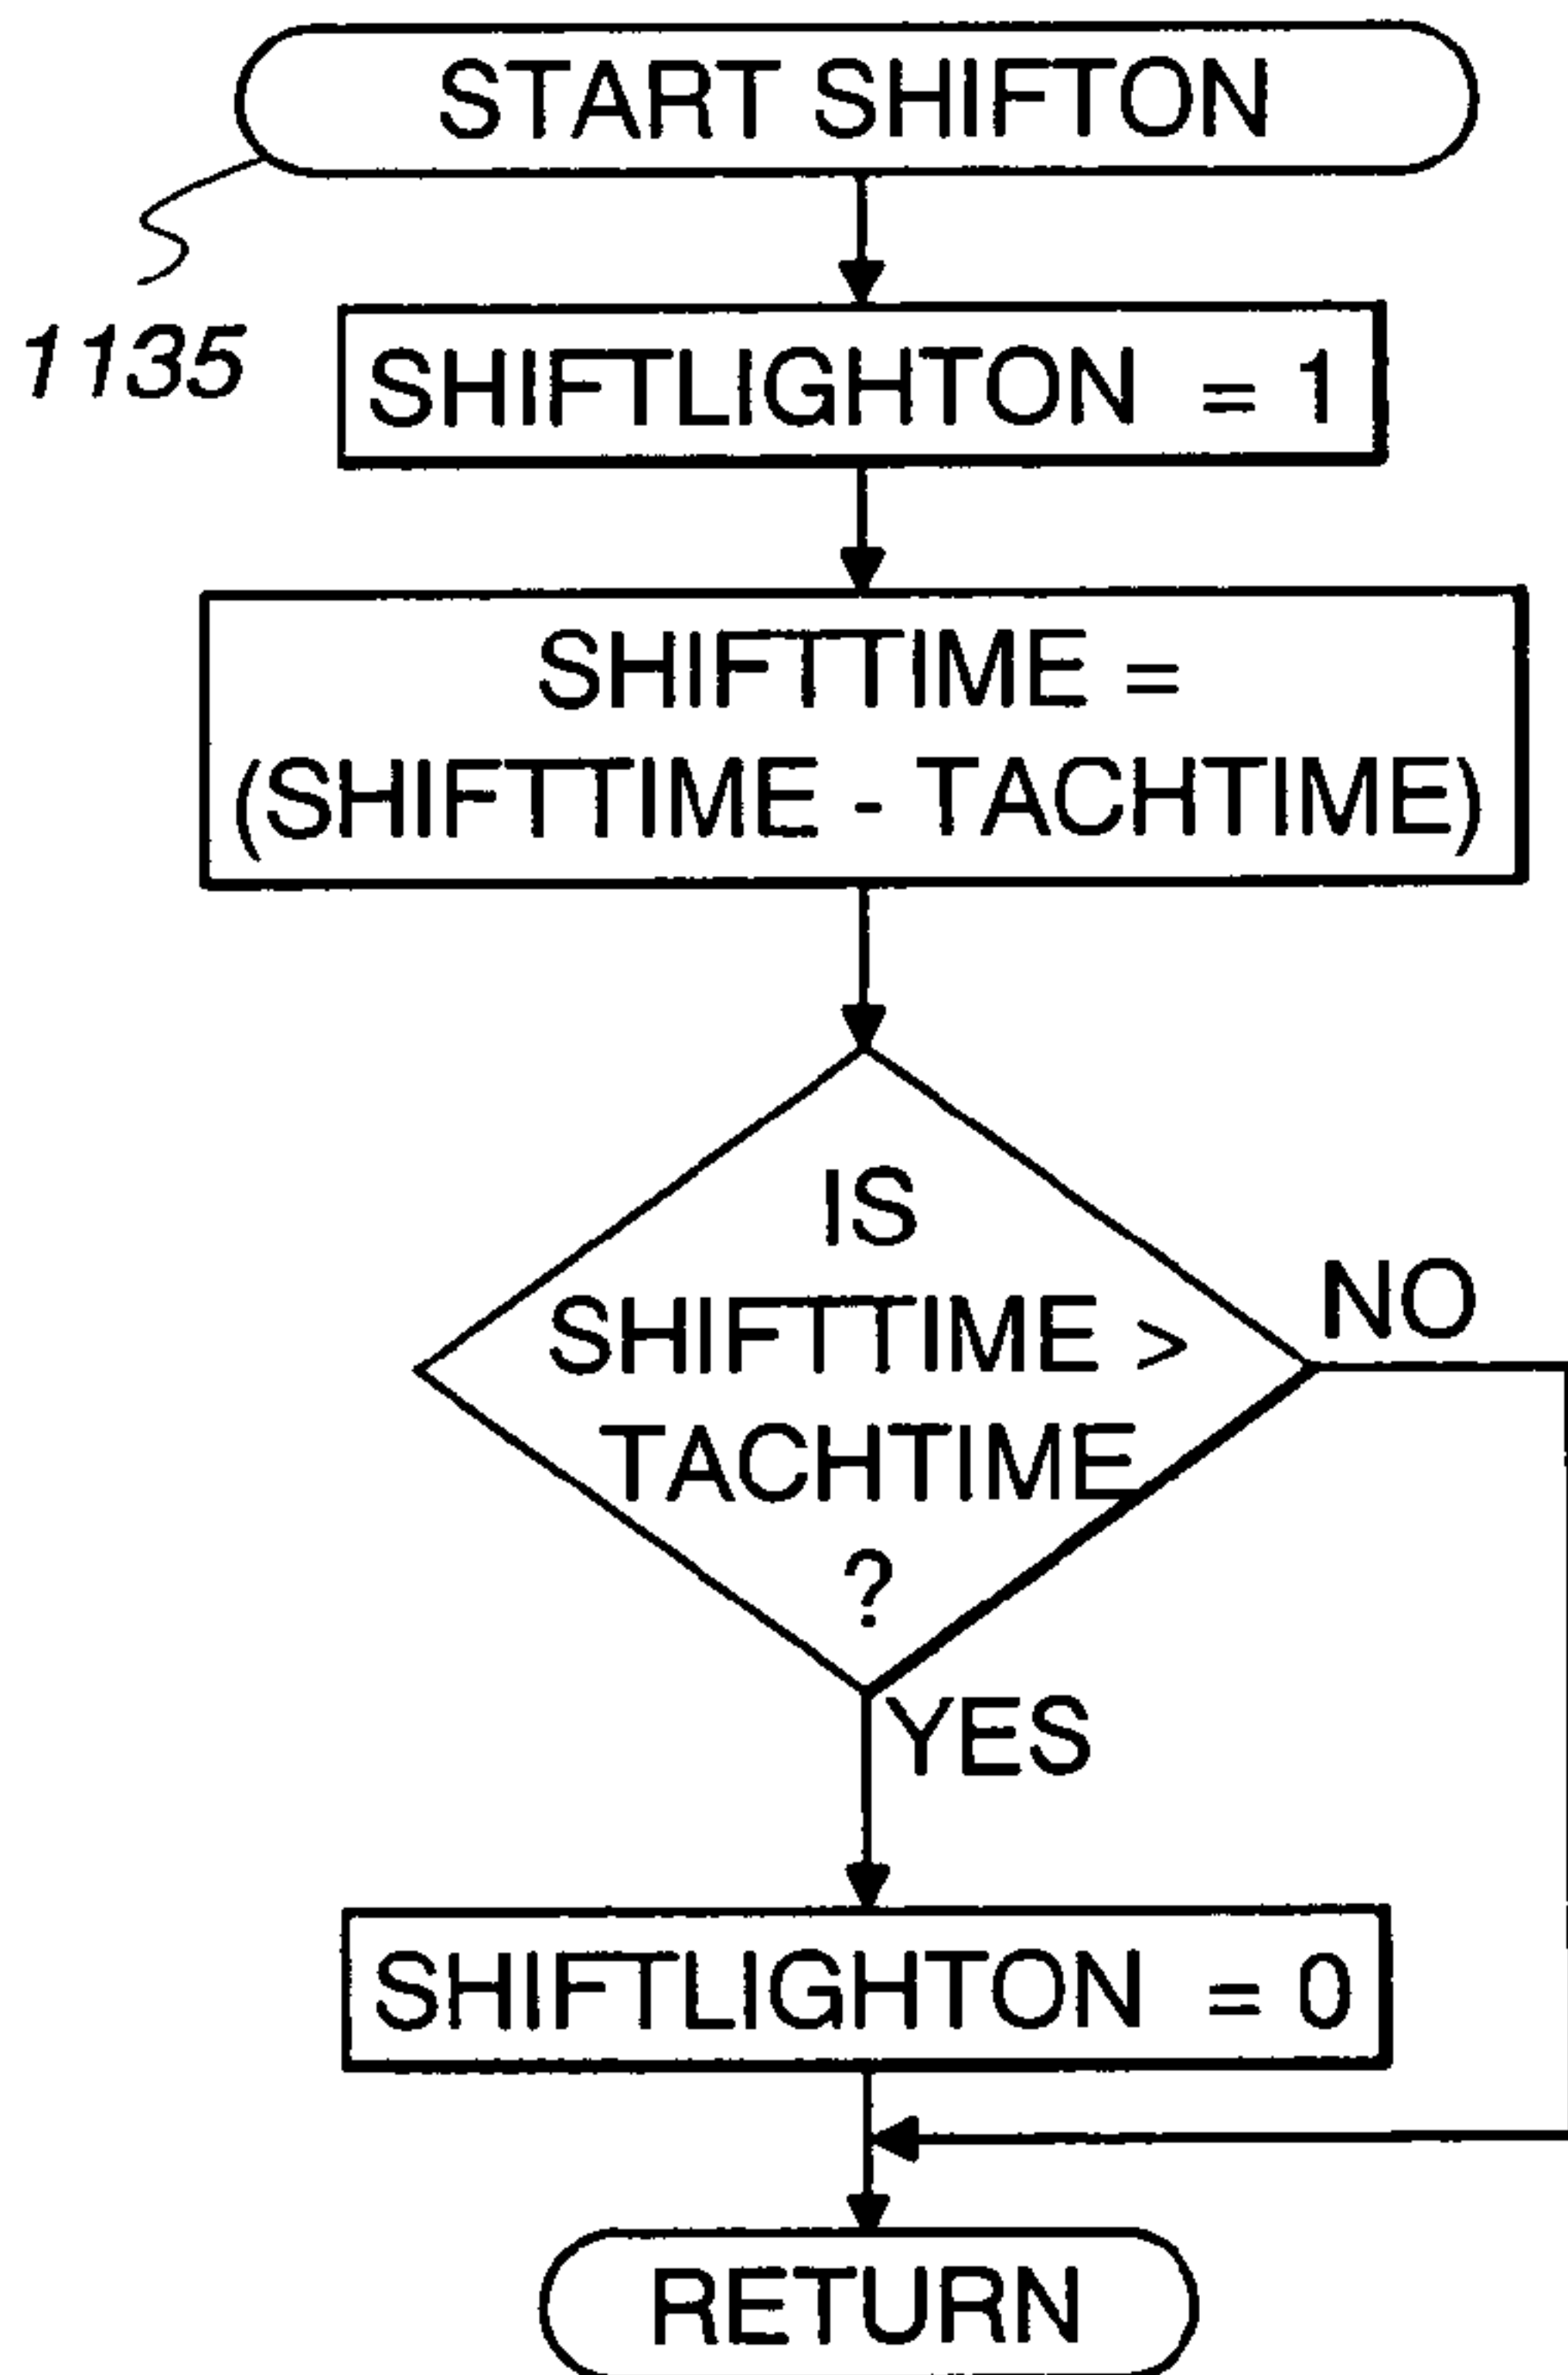 START SHIFTON
1135
SHIFTLIGHTON = 1
SHIFTTIME =
(SHIFTTIME - TACHTIME)
IS
SHIFTTIME >
TACHTIME
?
NO
YES
SHIFTLIGHTON = 0
RETURN